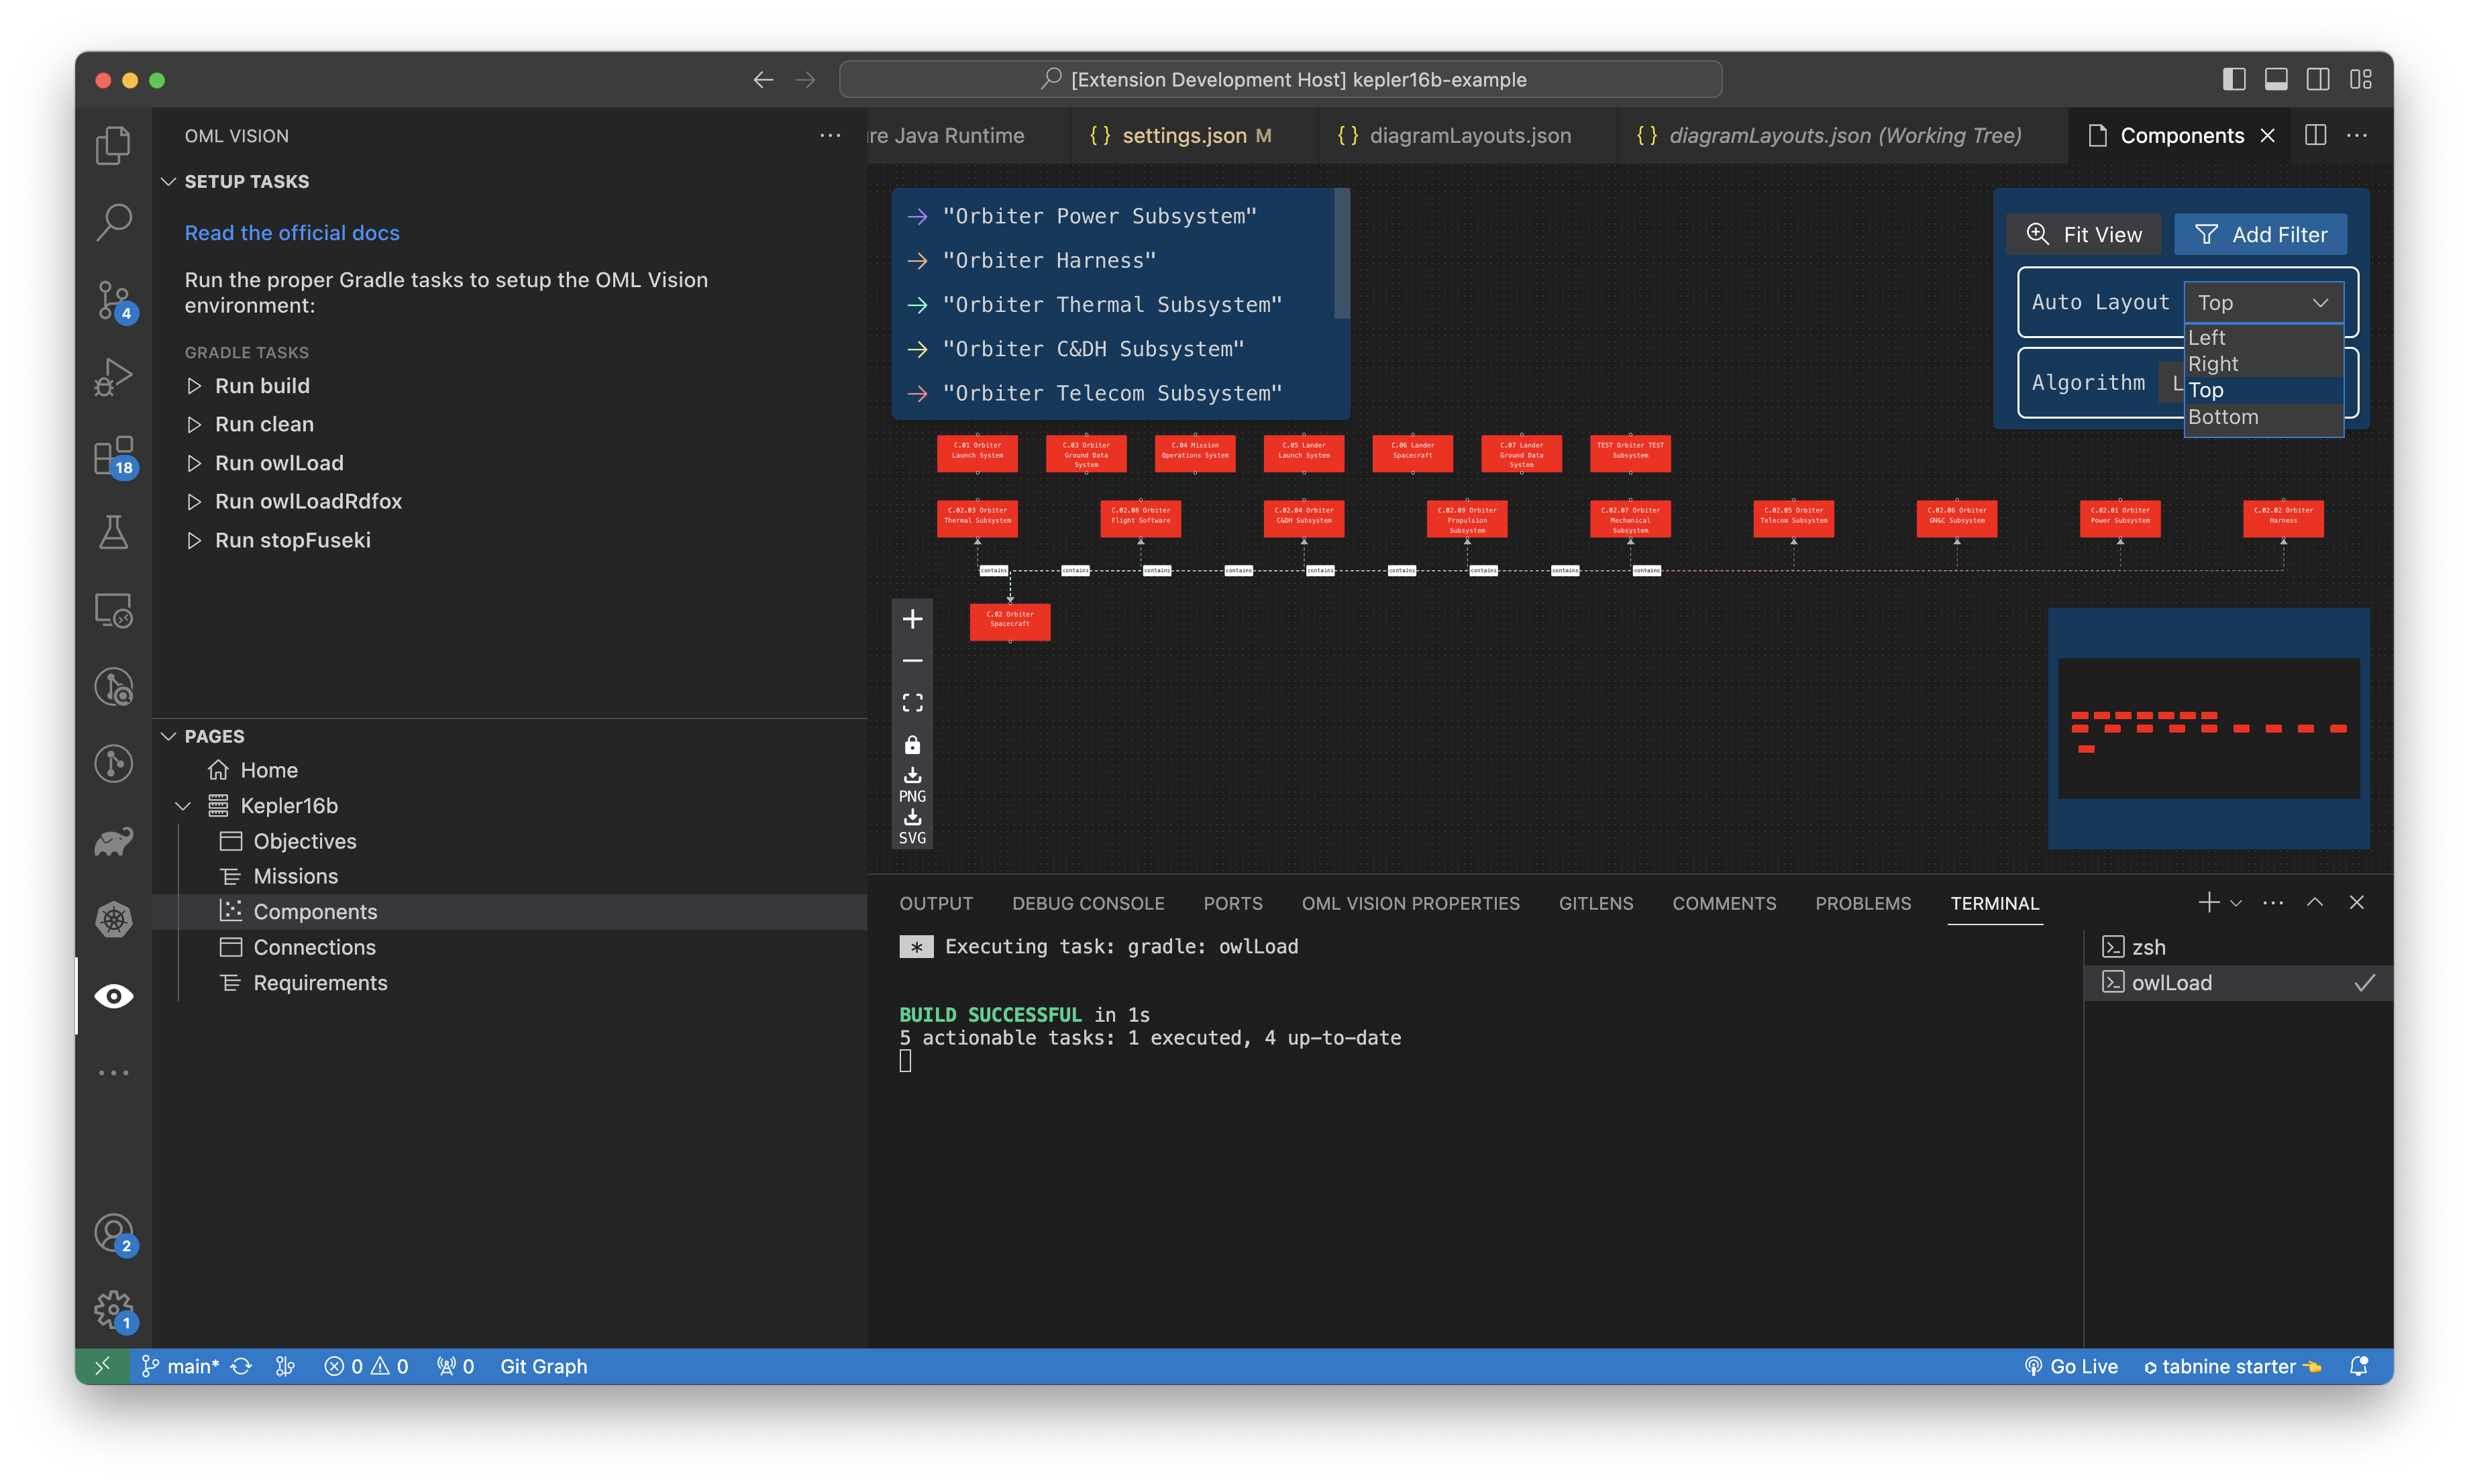 [Extension Development Host] kepler16b-example
OML VISION
SETUP TASKS
Read the official docs
Run the proper Gradle tasks to setup the OML Vision
environment:
GRADLE TASKS
Run build
Run clean
Run owlLoad
Run owlLoadRdfox
Run stopFuseki
PAGES
Home
Kepler16b
Objectives
Missions
Components
Connections
Requirements
4
18
2
1
re Java Runtime
{} settings.json M
{} diagramLayouts.json
{} diagramLayouts.json (Working Tree)
Components
"Orbiter Power Subsystem"
"Orbiter Harness"
"Orbiter Thermal Subsystem"
"Orbiter C&DH Subsystem"
"Orbiter Telecom Subsystem"
Fit View
Add Filter
Auto Layout Top
Left
Right
Top
Bottom
Algorithm L
C.01 Orbiter
Launch System
C.03 Orbiter
Ground Data
System
C.04 Mission
Operations System
C.05 Lander
Launch System
C.06 Lander
Spacecraft
C.07 Lander
Ground Data
System
TEST Orbiter TEST
Subsystem
C.02.03 Orbiter
Thermal Subsystem
C.02.08 Orbiter
Flight Software
C.02.04 Orbiter
C&DH Subsystem
C.02.09 Orbiter
Propulsion
Subsystem
C.02.07 Orbiter
Mechanical
Subsystem
C.02.05 Orbiter
Telecom Subsystem
C.02.06 Orbiter
GN&C Subsystem
C.02.01 Orbiter
Power Subsystem
C.02.02 Orbiter
Harness
contains
contains
contains
contains
contains
contains
contains
contains
contains
C.02 Orbiter
Spacecraft
PNG
SVG
OUTPUT DEBUG CONSOLE PORTS OML VISION PROPERTIES GITLENS COMMENTS PROBLEMS TERMINAL
* Executing task: gradle: owlLoad
BUILD SUCCESSFUL in 1s
5 actionable tasks: 1 executed, 4 up-to-date
zsh
owlLoad
main* 0 0 0 Git Graph
Go Live tabnine starter